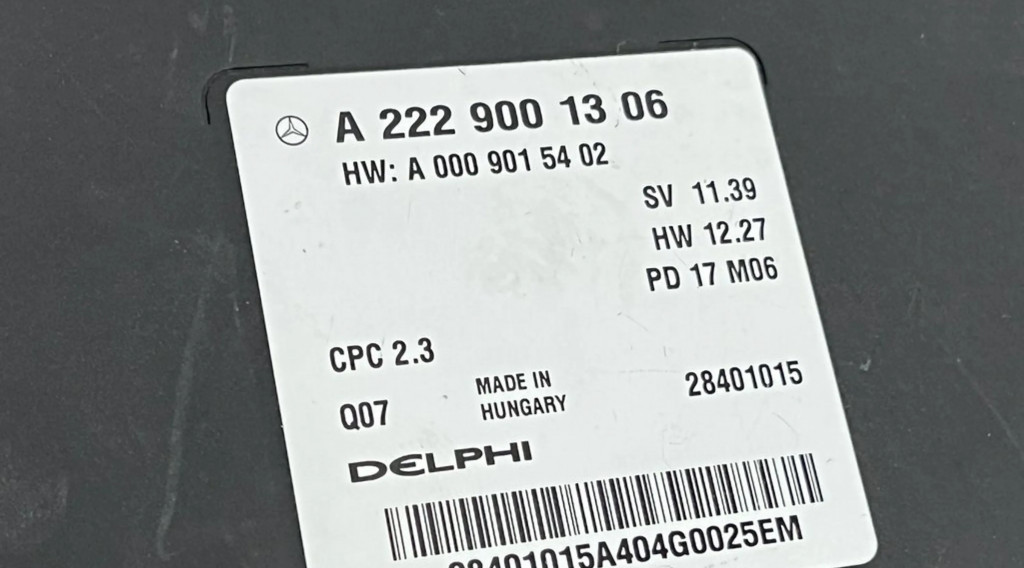 A 222 900 13 06
HW: A 000 901 54 02
SV 11.39
HW 12.27
PD 17 M06
CPC 2.3
MADE IN
HUNGARY
28401015
Q07
DELPHI
28401015A404G0025EM